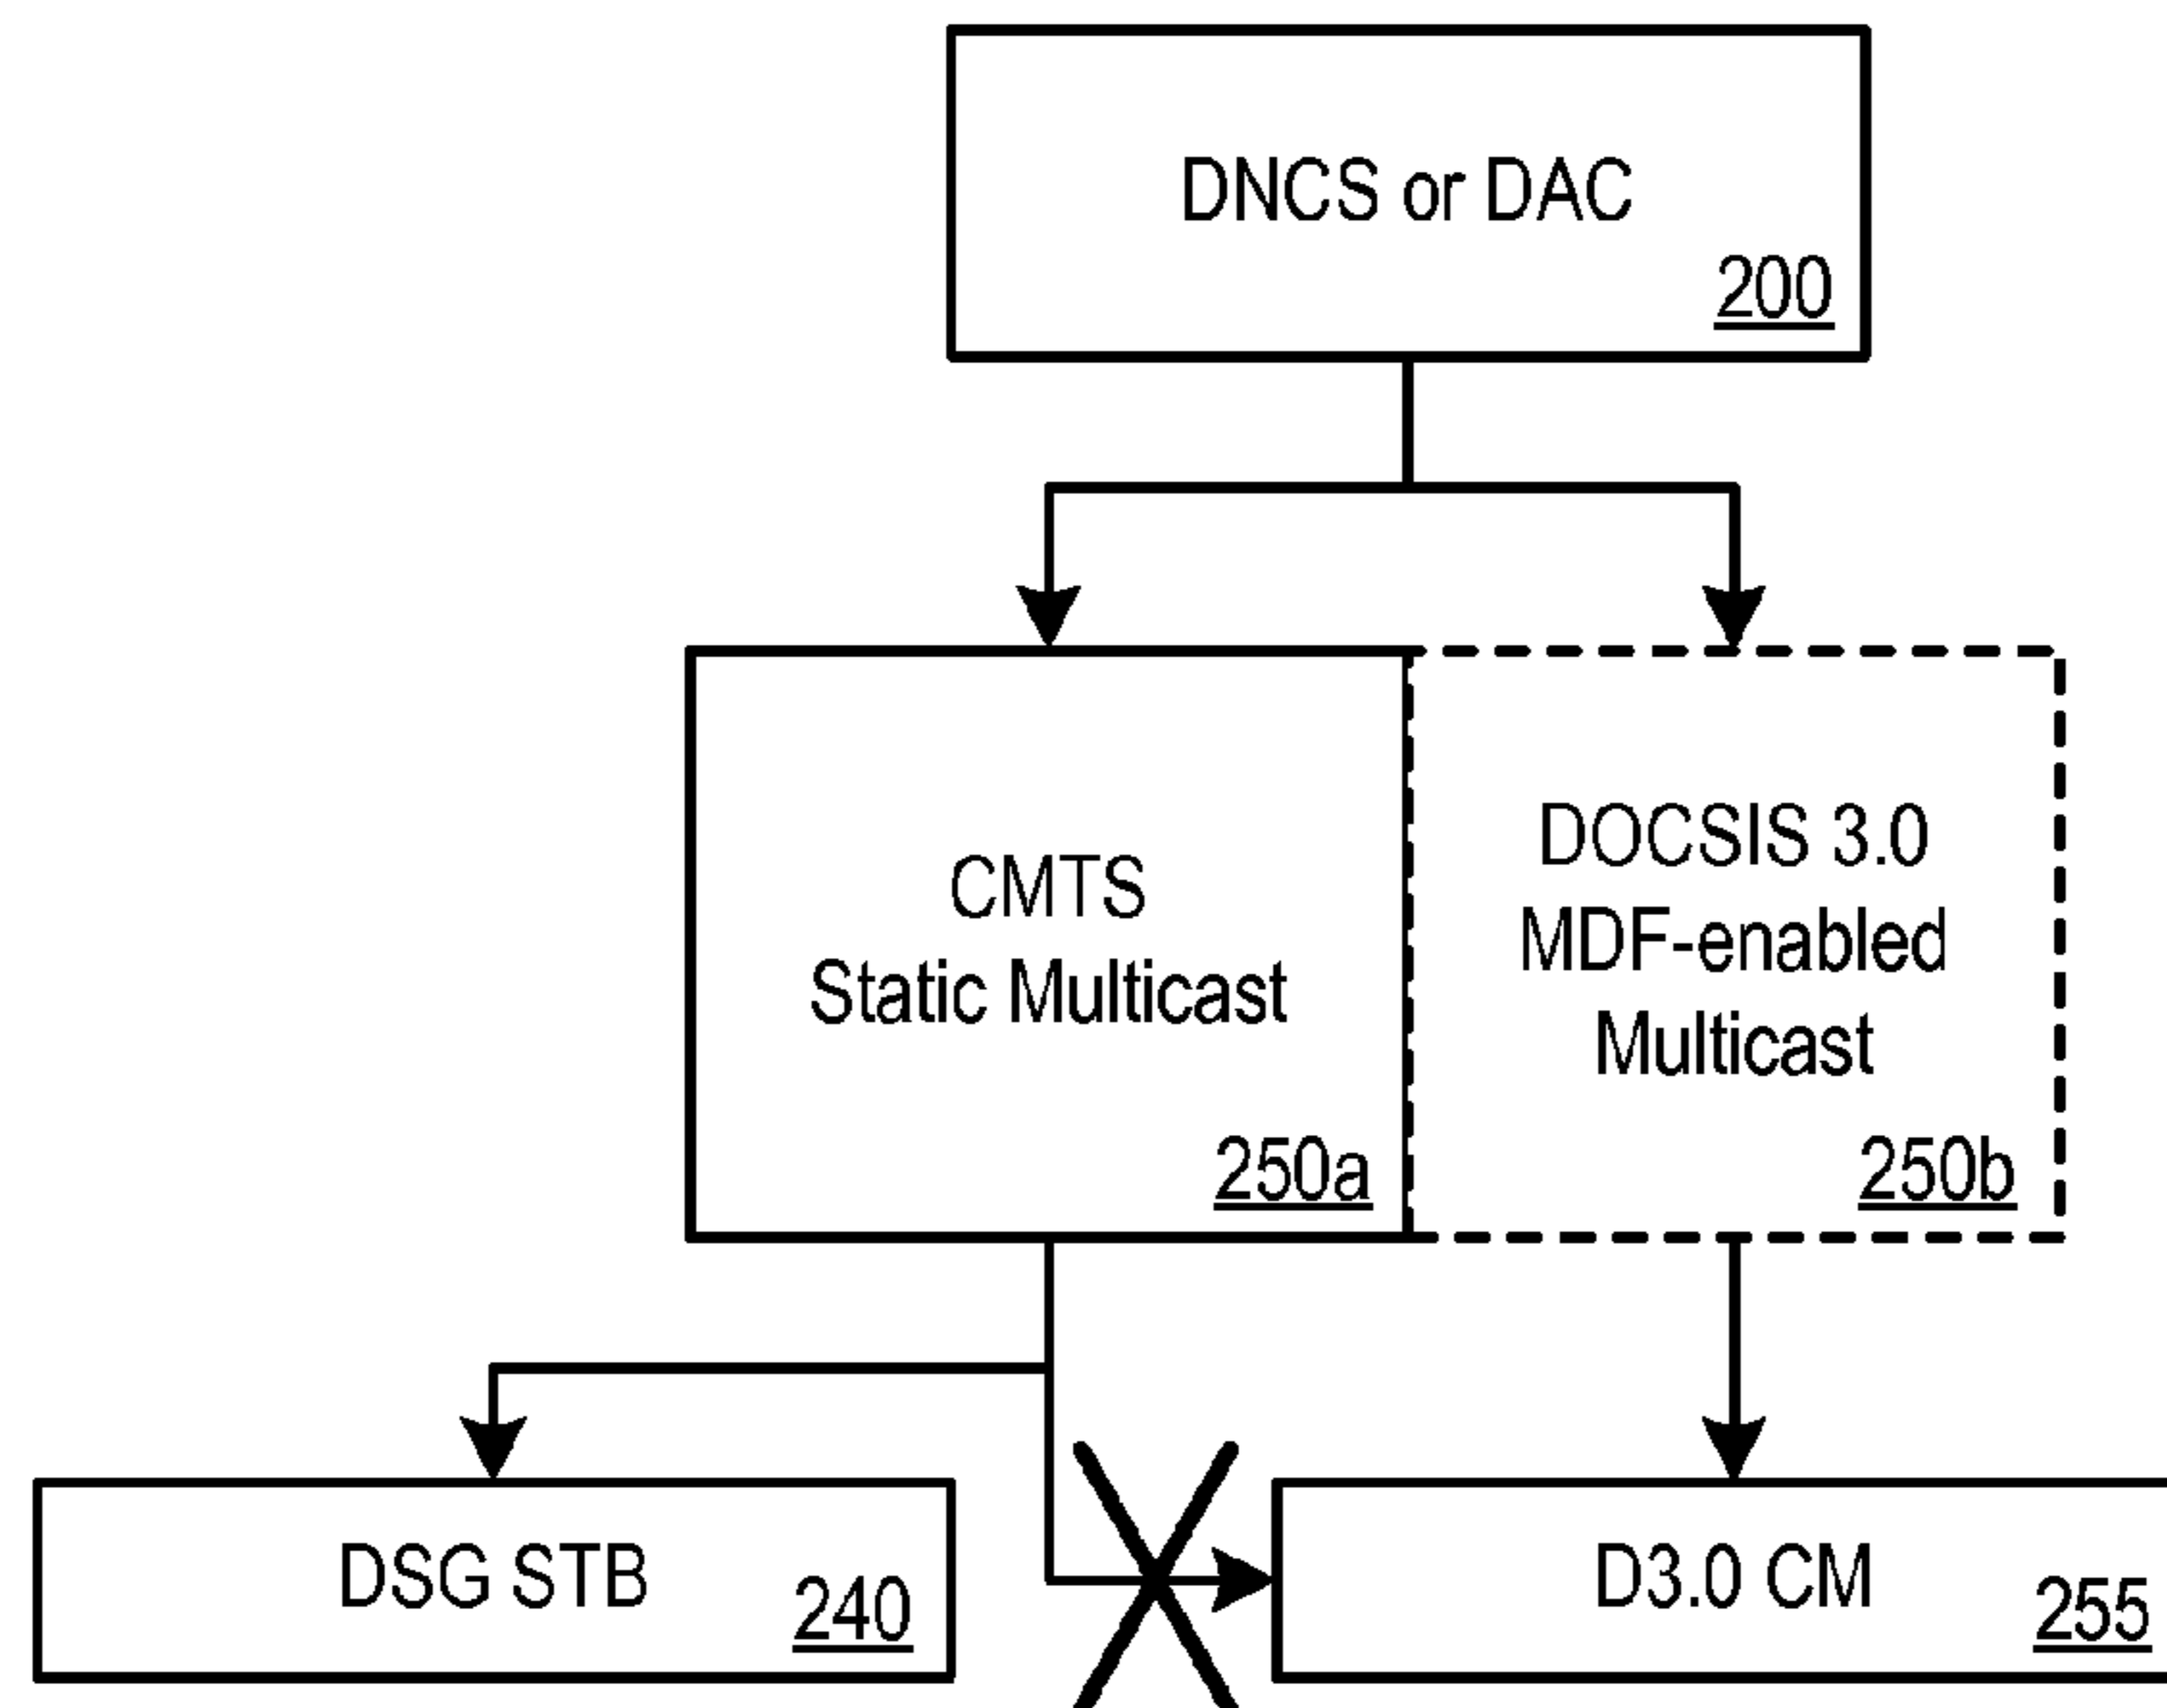 DNCS or DAC
200
CMTS
Static Multicast
250a
DOCSIS 3.0
MDF-enabled
Multicast
250b
DSG STB
240
D3.0 CM
255